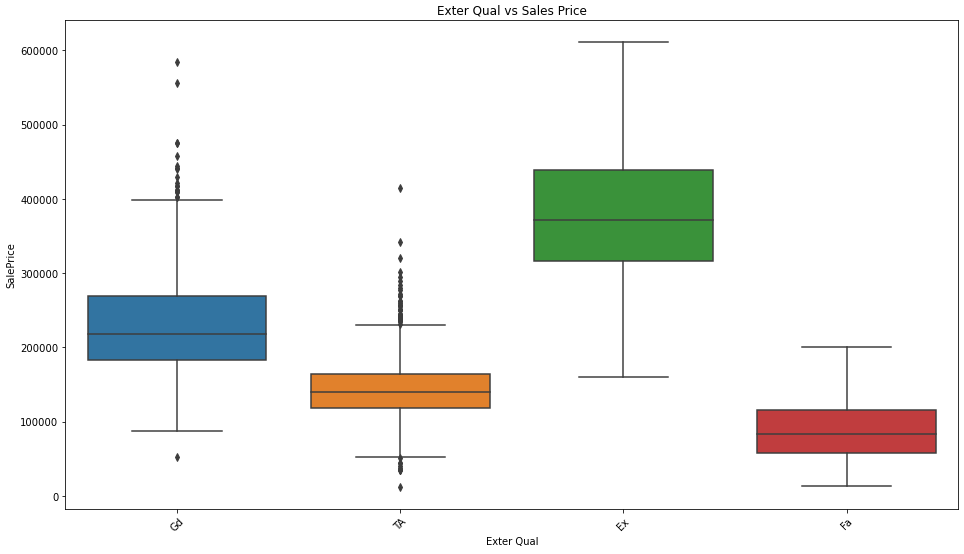 Exter Qual vs Sales Price
SalePrice
600000
500000
400000
300000
200000
100000
0
Gd
TA
Ex
Fa
Exter Qual